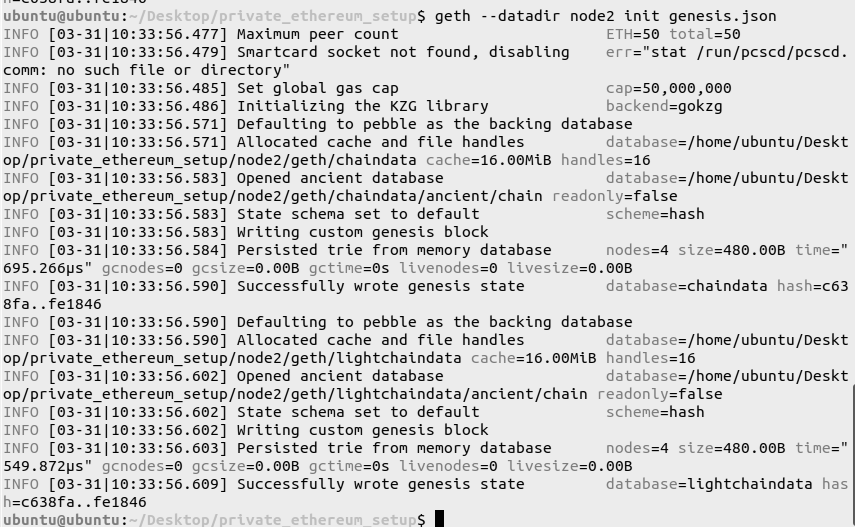 h=c638fa..fe1846
ubuntu@ubuntu:~/Desktop/private_ethereum_setup$ geth --datadir node2 init genesis.json
INFO [03-31|10:33:56.477] Maximum peer count                       ETH=50 total=50
INFO [03-31|10:33:56.479] Smartcard socket not found, disabling    err="stat /run/pcscd/pcscd.
comm: no such file or directory"
INFO [03-31|10:33:56.485] Set global gas cap                       cap=50,000,000
INFO [03-31|10:33:56.486] Initializing the KZG library             backend=gokzg
INFO [03-31|10:33:56.571] Defaulting to pebble as the backing database
INFO [03-31|10:33:56.571] Allocated cache and file handles         database=/home/ubuntu/Deskt
op/private_ethereum_setup/node2/geth/chaindata cache=16.00MiB handles=16
INFO [03-31|10:33:56.583] Opened ancient database                  database=/home/ubuntu/Deskt
op/private_ethereum_setup/node2/geth/chaindata/ancient/chain readonly=false
INFO [03-31|10:33:56.583] State schema set to default              scheme=hash
INFO [03-31|10:33:56.583] Writing custom genesis block
INFO [03-31|10:33:56.584] Persisted trie from memory database      nodes=4 size=480.00B time="
695.266µs" gcnodes=0 gcsize=0.00B gctime=0s livenodes=0 livesize=0.00B
INFO [03-31|10:33:56.590] Successfully wrote genesis state         database=chaindata hash=c63
8fa..fe1846
INFO [03-31|10:33:56.590] Defaulting to pebble as the backing database
INFO [03-31|10:33:56.590] Allocated cache and file handles         database=/home/ubuntu/Deskt
op/private_ethereum_setup/node2/geth/lightchaindata cache=16.00MiB handles=16
INFO [03-31|10:33:56.602] Opened ancient database                  database=/home/ubuntu/Deskt
op/private_ethereum_setup/node2/geth/lightchaindata/ancient/chain readonly=false
INFO [03-31|10:33:56.602] State schema set to default              scheme=hash
INFO [03-31|10:33:56.602] Writing custom genesis block
INFO [03-31|10:33:56.603] Persisted trie from memory database      nodes=4 size=480.00B time="
549.872µs" gcnodes=0 gcsize=0.00B gctime=0s livenodes=0 livesize=0.00B
INFO [03-31|10:33:56.609] Successfully wrote genesis state         database=lightchaindata has
h=c638fa..fe1846
ubuntu@ubuntu:~/Desktop/private_ethereum_setup$